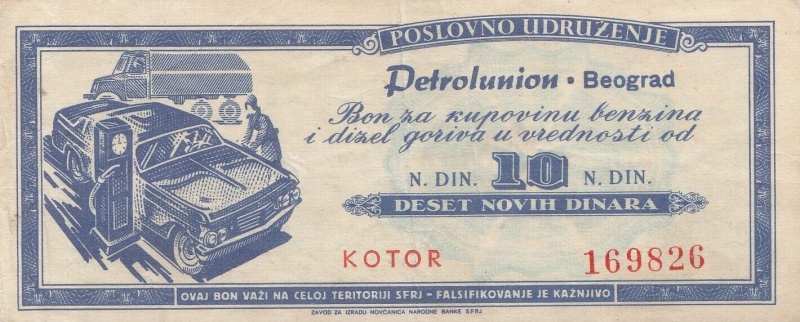 POSLOVNO UDRUŽENJE
Petrolunion · Beograd
Bon za kupovinu benzina
i dizel goriva u vrednosti od
N. DIN. 10 N. DIN.
DESET NOVIH DINARA
KOTOR 169826
OVAJ BON VAŽI NA CELOJ TERITORIJI SFRJ – FALSIFIKOVANJE JE KAŽNJIVO
ZAVOD ZA IZRADU NOVČANICA NARODNE BANKE SFRJ